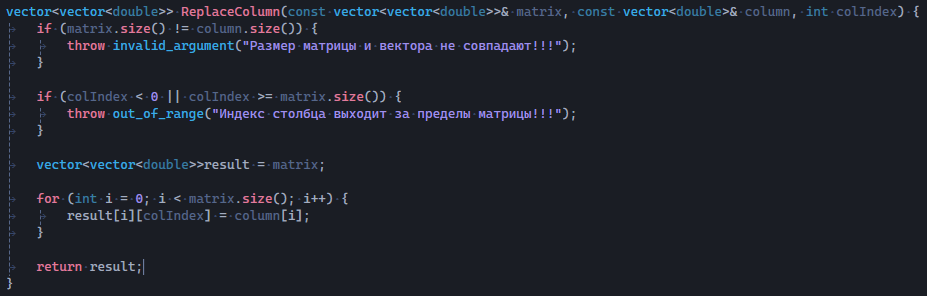 vector<vector<double>> ReplaceColumn(const vector<vector<double>>& matrix, const vector<double>& column, int colIndex) {
if (matrix.size() != column.size()) {
throw invalid_argument("Размер матрицы и вектора не совпадают!!!");
}
if (colIndex < 0 || colIndex >= matrix.size()) {
throw out_of_range("Индекс столбца выходит за пределы матрицы!!!");
}
vector<vector<double>>result = matrix;
for (int i = 0; i < matrix.size(); i++) {
result[i][colIndex] = column[i];
}
return result;
}